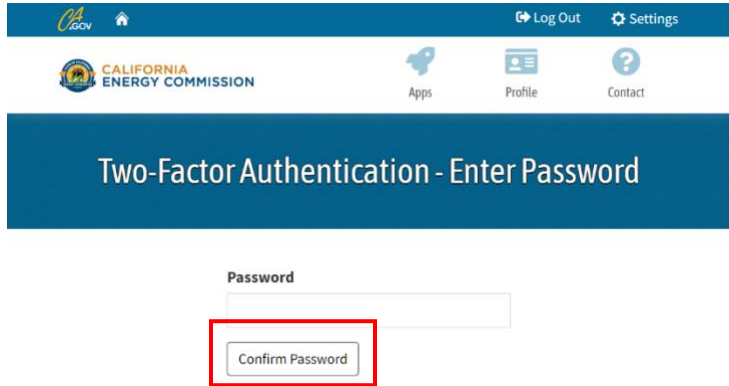 CA.GOV Log Out Settings
CALIFORNIA
ENERGY COMMISSION
Apps Profile Contact
Two-Factor Authentication - Enter Password
Password
Confirm Password